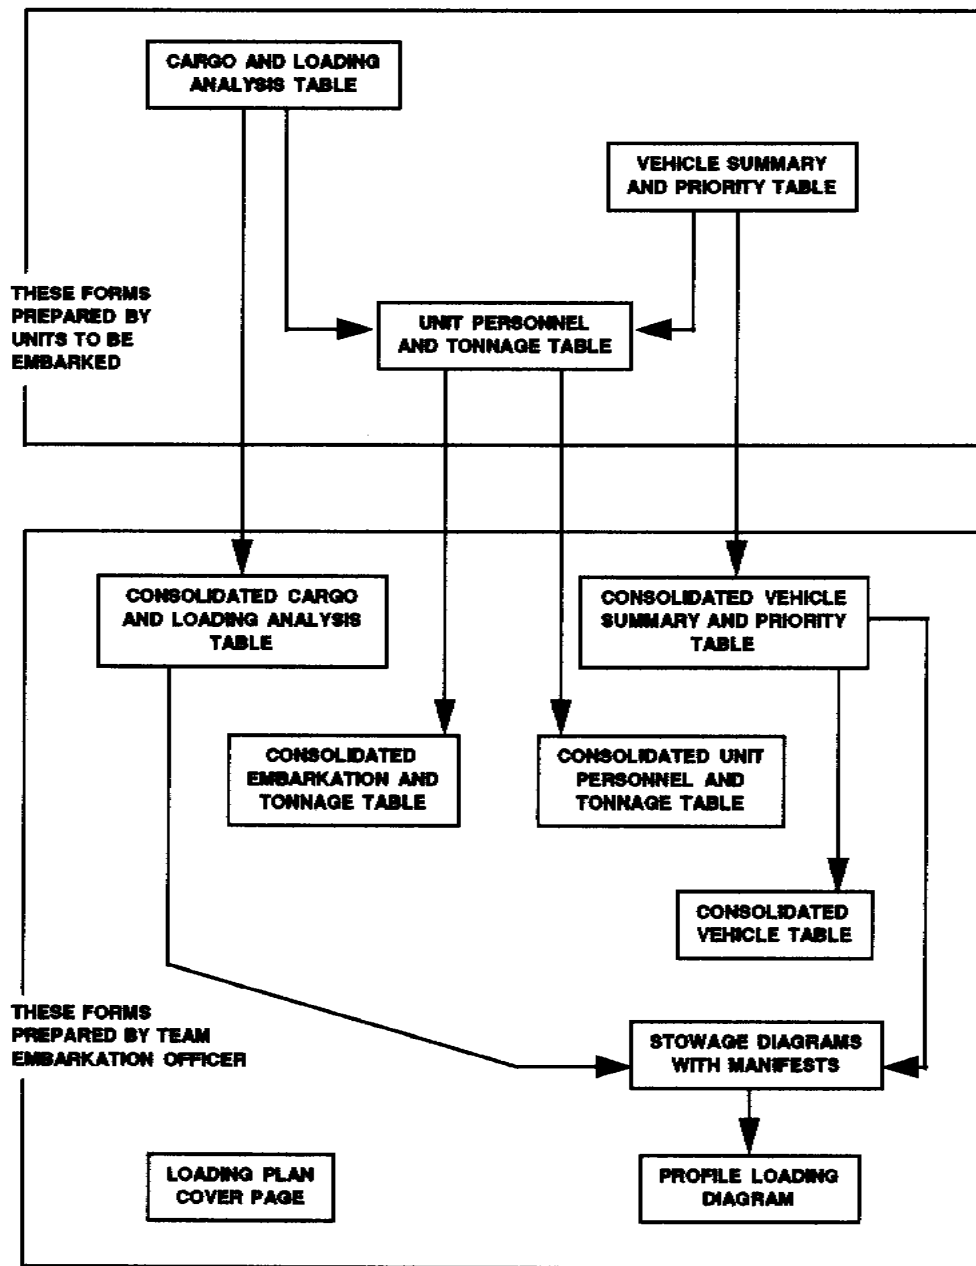 CARGO AND LOADING
ANALYSIS TABLE
VEHICLE SUMMARY
AND PRIORITY TABLE
THESE FORMS
PREPARED BY
UNITS TO BE
EMBARKED
UNIT PERSONNEL
AND TONNAGE TABLE
CONSOLIDATED CARGO
AND LOADING ANALYSIS
TABLE
CONSOLIDATED VEHICLE
SUMMARY AND PRIORITY
TABLE
CONSOLIDATED
EMBARKATION AND
TONNAGE TABLE
CONSOLIDATED UNIT
PERSONNEL AND
TONNAGE TABLE
CONSOLIDATED
VEHICLE TABLE
THESE FORMS
PREPARED BY TEAM
EMBARKATION OFFICER
STOWAGE DIAGRAMS
WITH MANIFESTS
LOADING PLAN
COVER PAGE
PROFILE LOADING
DIAGRAM